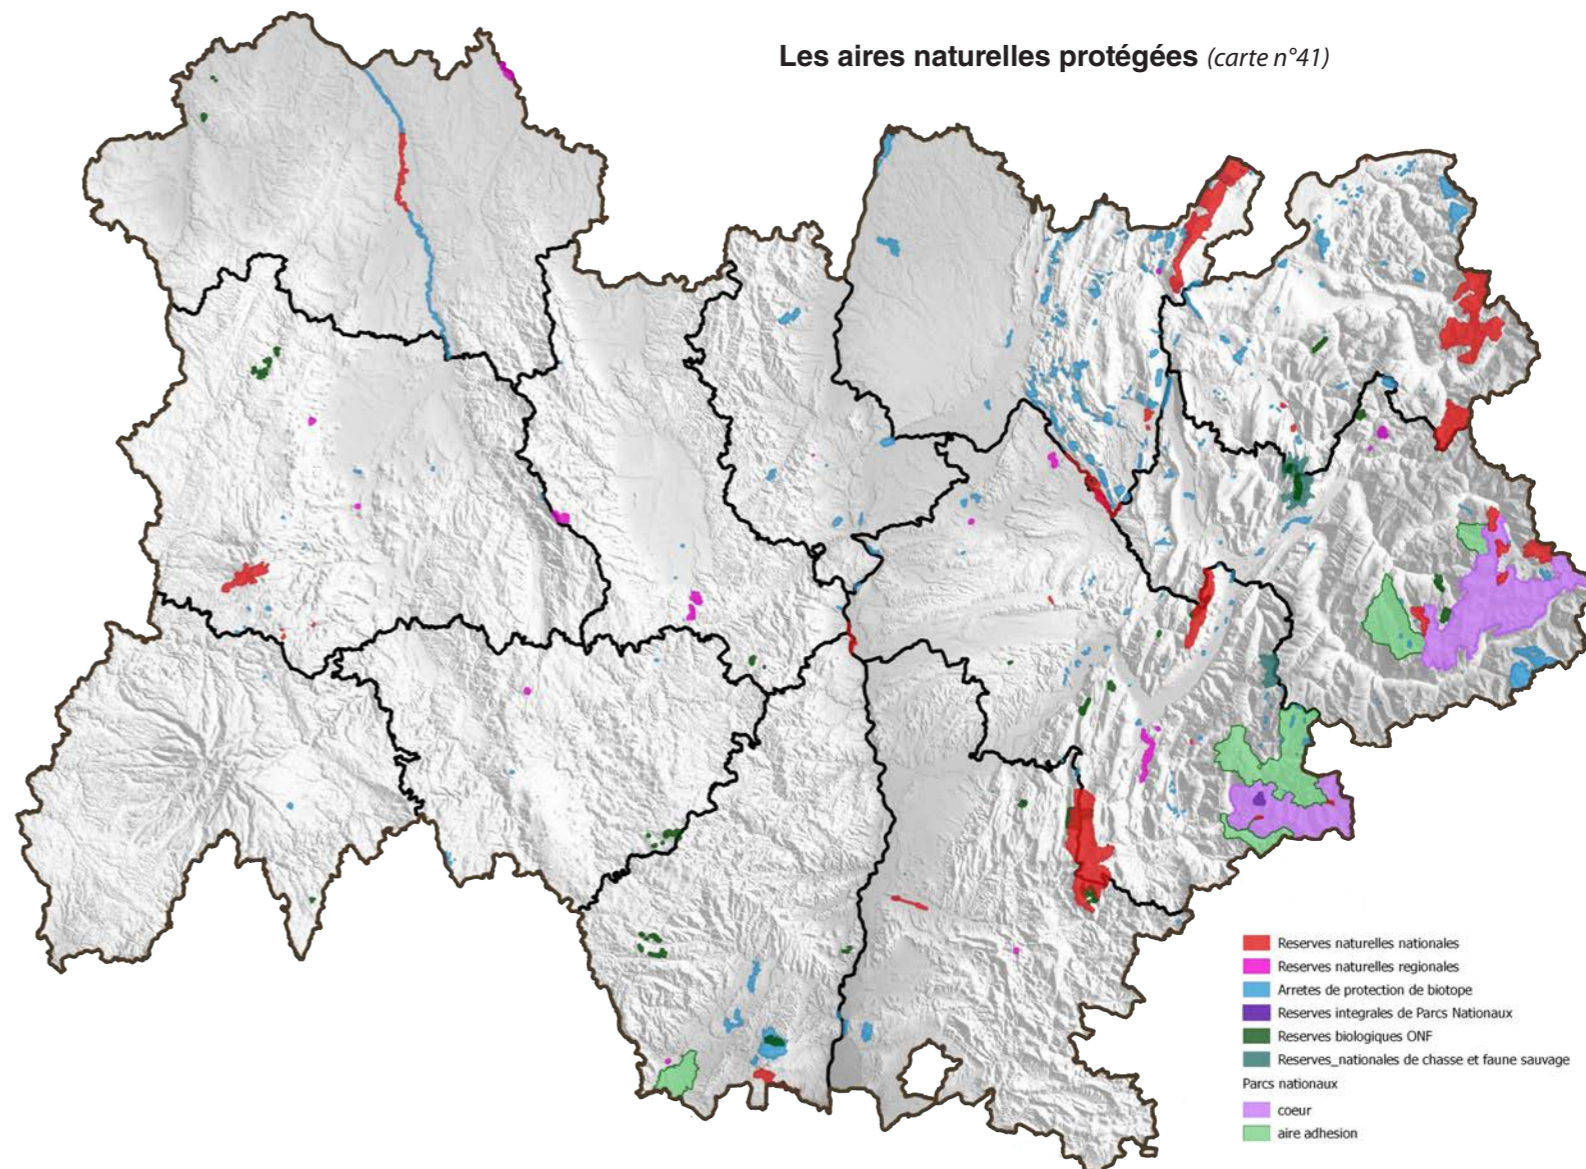 Les aires naturelles protégées (carte n°41)
Reserves naturelles nationales
Reserves naturelles regionales
Arretes de protection de biotope
Reserves integrales de Parcs Nationaux
Reserves biologiques ONF
Reserves_nationales de chasse et faune sauvage
Parcs nationaux
coeur
aire adhesion